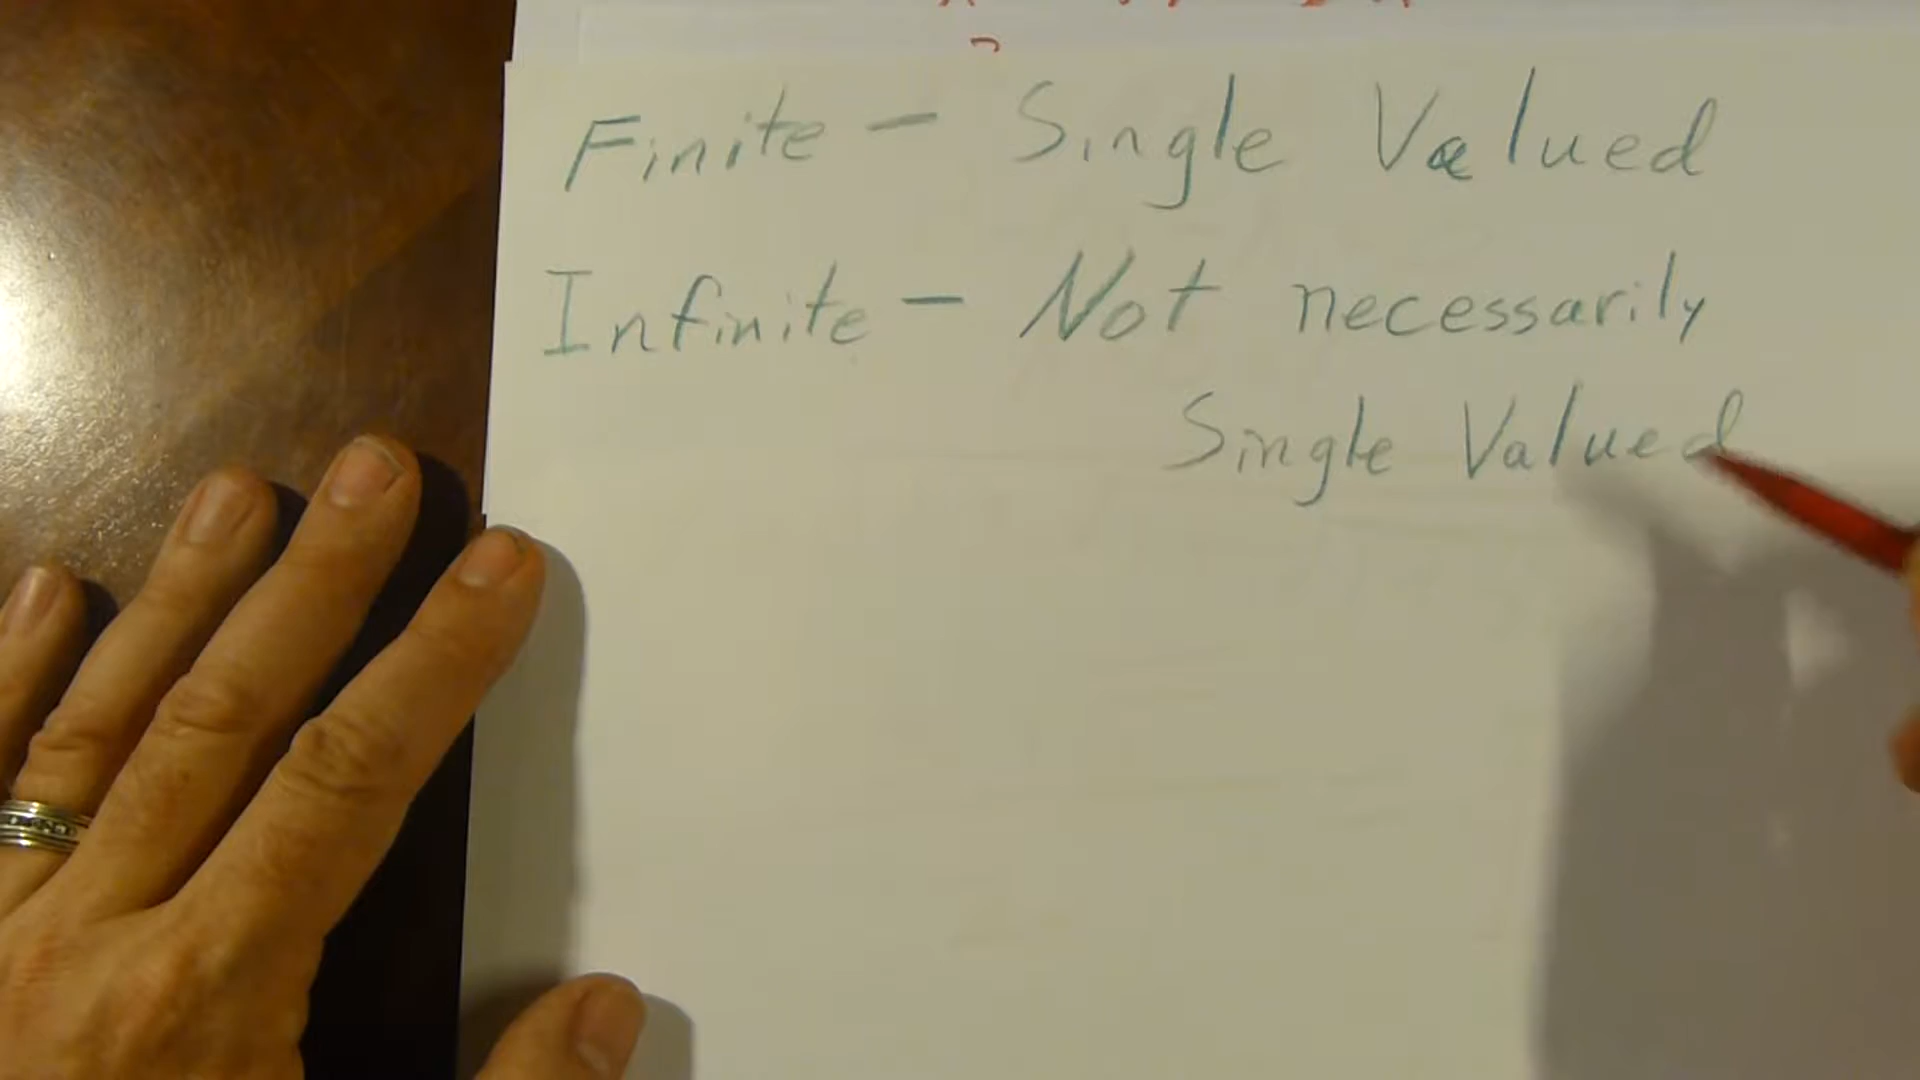 Finite - Single Valued
Infinite - Not necessarily
Single Valued